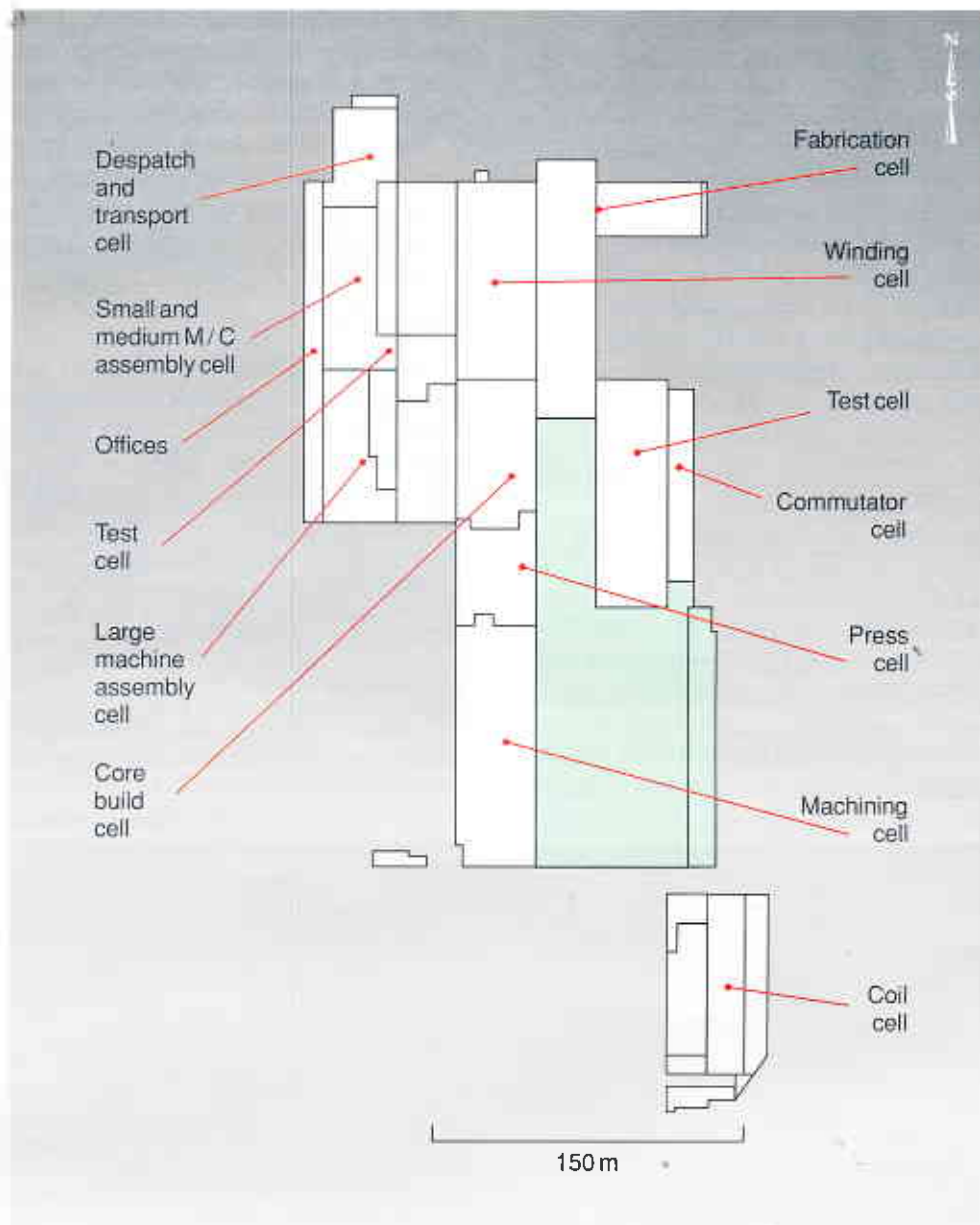 N
Despatch
and
transport
cell
Small and
medium M / C
assembly cell
Offices
Test
cell
Large
machine
assembly
cell
Core
build
cell
Fabrication
cell
Winding
cell
Test cell
Commutator
cell
Press
cell
Machining
cell
Coil
cell
150 m